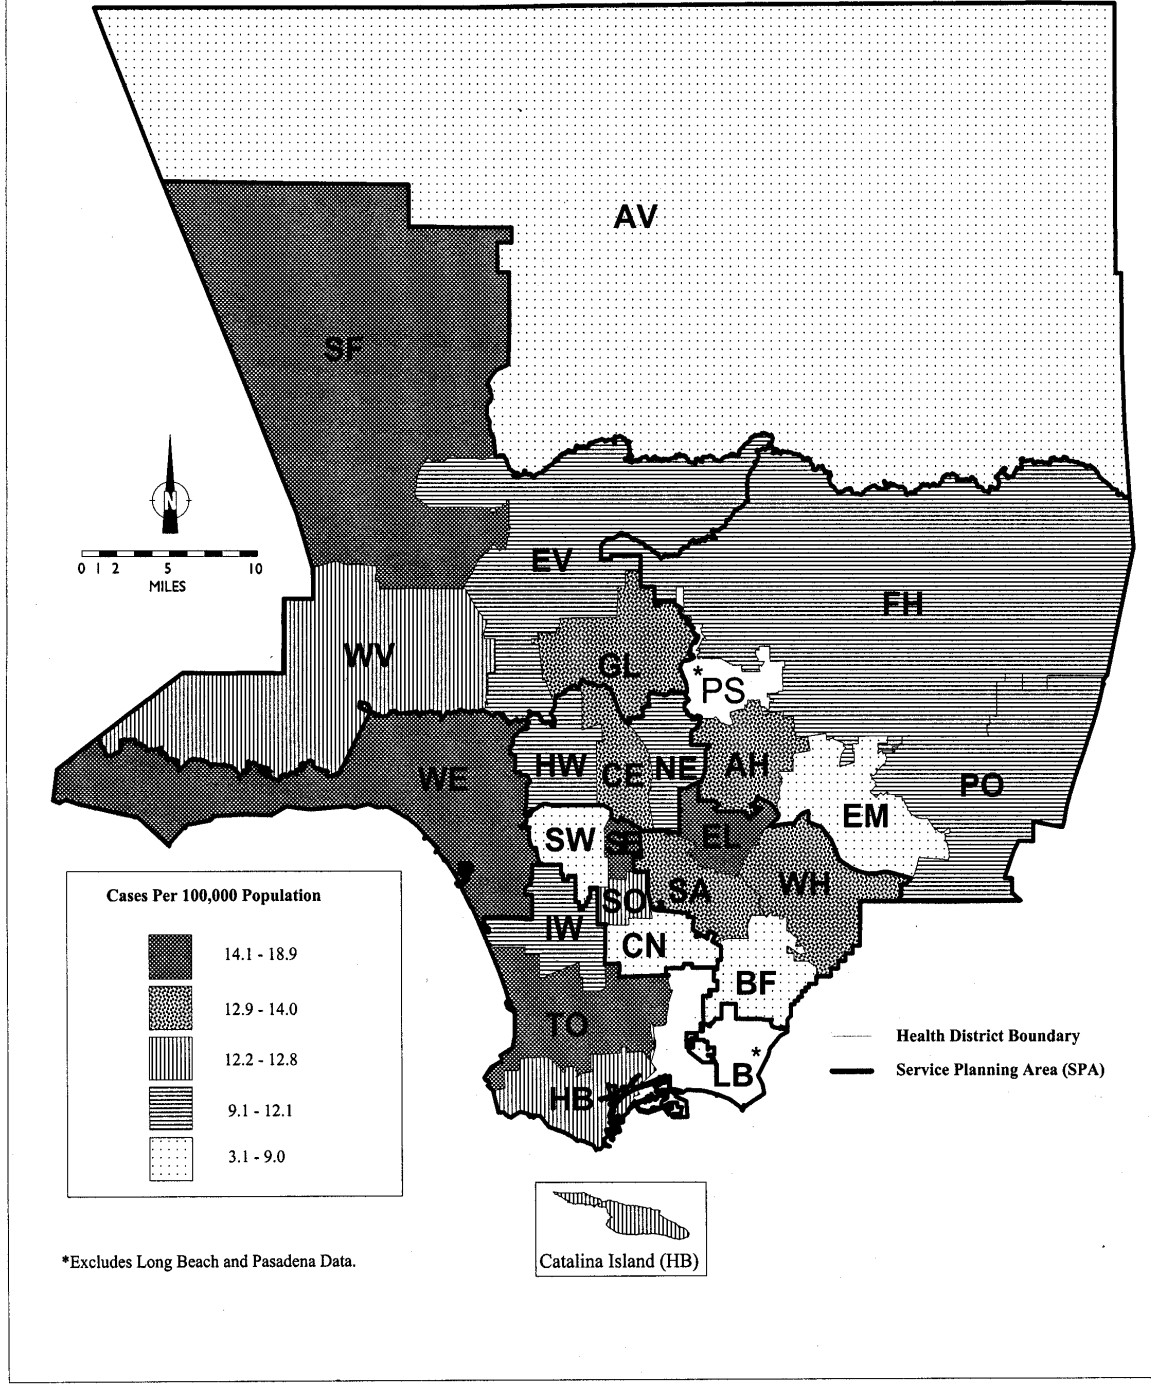 AV
SF
N
0 1 2 5 10
MILES
EV
FH
WV
GL
*
PS
HW
CE
NE
AH
WE
PO
EM
SW
SE
EL
SO
SA
WH
IW
CN
BF
TO
*
LB
HB
Cases Per 100,000 Population
14.1 - 18.9
12.9 - 14.0
12.2 - 12.8
9.1 - 12.1
3.1 - 9.0
Health District Boundary
Service Planning Area (SPA)
Catalina Island (HB)
*Excludes Long Beach and Pasadena Data.